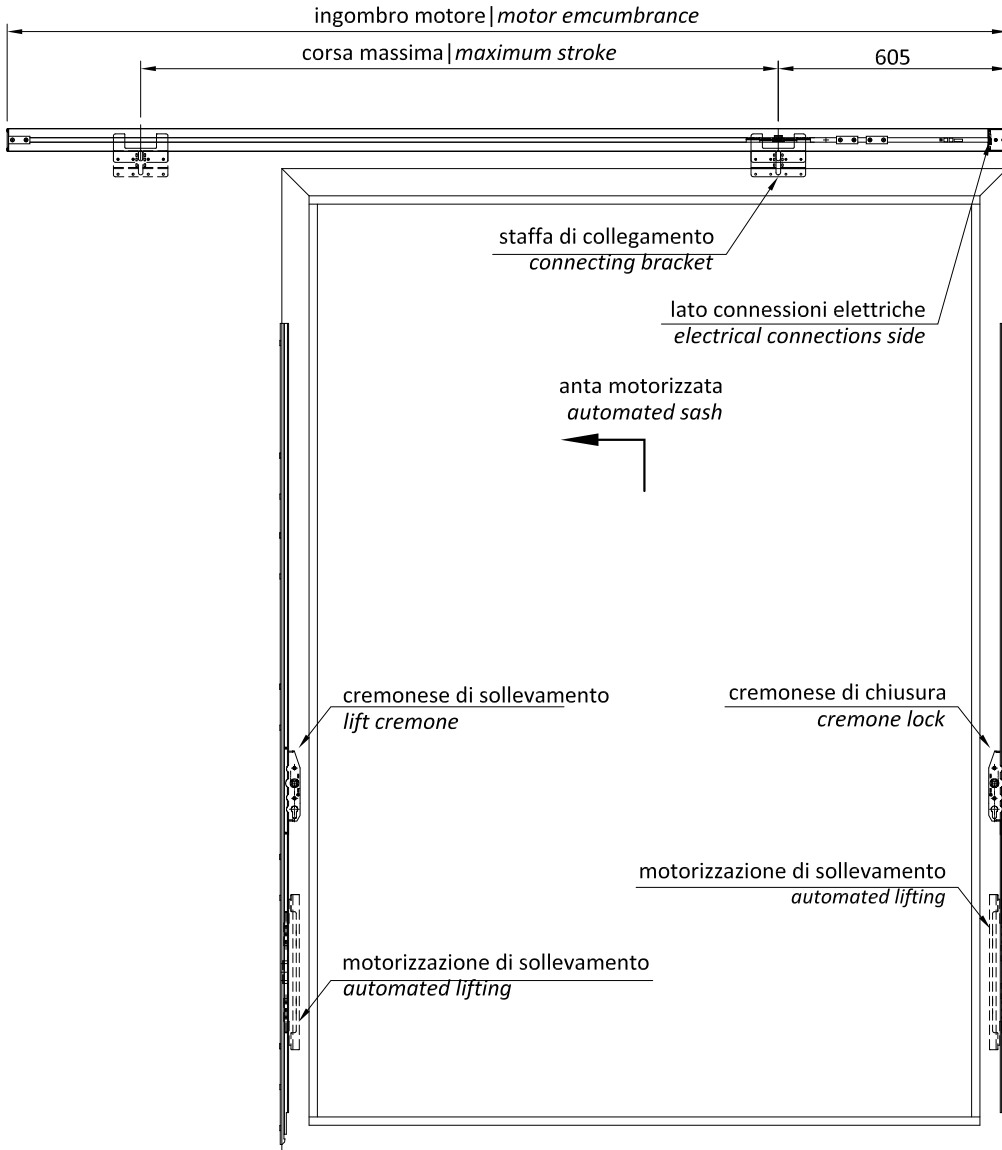 ingombro motore|motor emcumbrance
corsa massima|maximum stroke
605
staffa di collegamento
connecting bracket
lato connessioni elettriche
electrical connections side
anta motorizzata
automated sash
cremonese di sollevamento
lift cremone
cremonese di chiusura
cremone lock
motorizzazione di sollevamento
automated lifting
motorizzazione di sollevamento
automated lifting